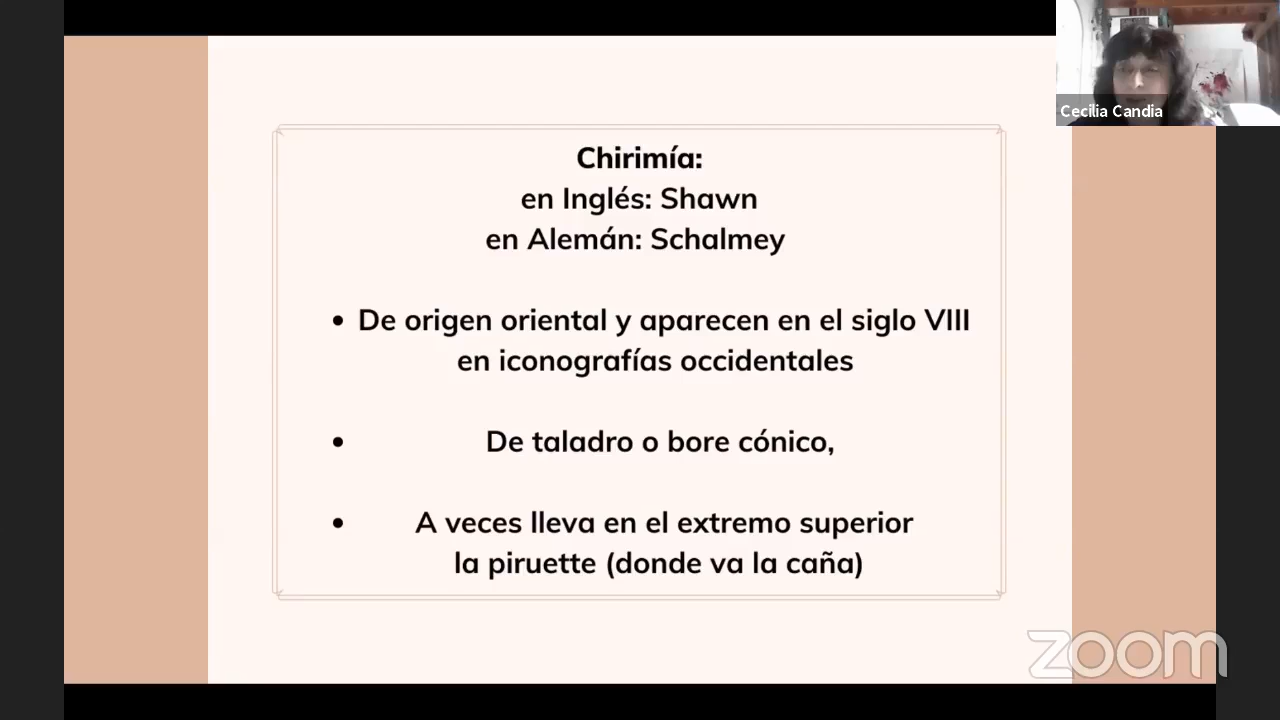 Cecilia Candia
Chirimía:
en Inglés: Shawn
en Alemán: Schalmey
• De origen oriental y aparecen en el siglo VIII
en iconografías occidentales
• De taladro o bore cónico,
• A veces lleva en el extremo superior
la piruette (donde va la caña)
zoom